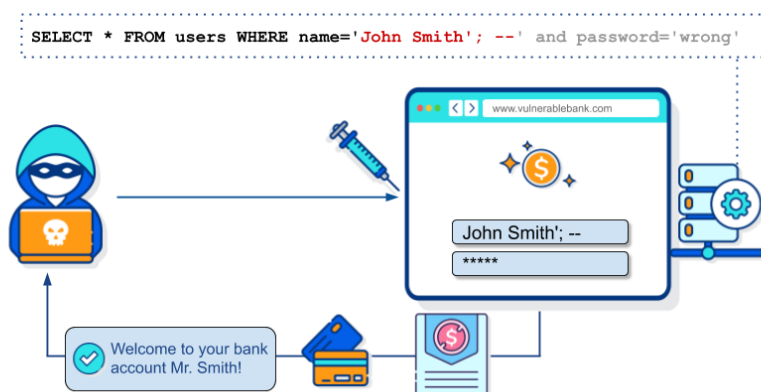 SELECT * FROM users WHERE name='John Smith'; --' and password='wrong'
www.vulnerablebank.com
$
John Smith'; --
*****
Welcome to your bank
account Mr. Smith!
$